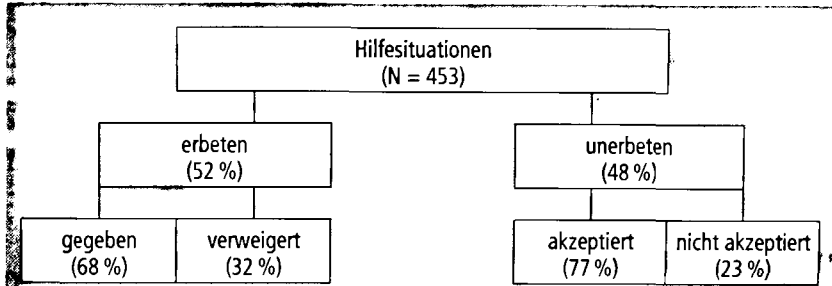 Hilfesituationen
(N = 453)
erbeten
(52 %)
unerbeten
(48 %)
gegeben
(68 %)
verweigert
(32 %)
akzeptiert
(77 %)
nicht akzeptiert
(23 %)